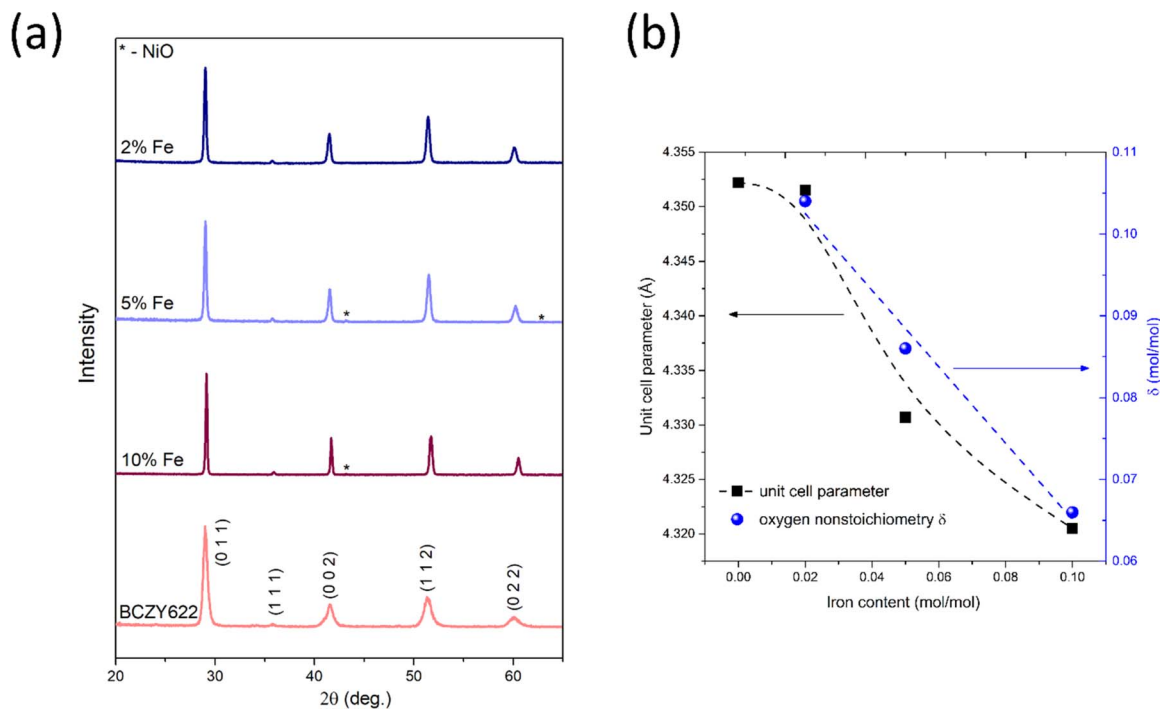 (a)
* - NiO
2% Fe
5% Fe
*
*
10% Fe
*
BCZY622
(0 1 1)
(1 1 1)
(0 0 2)
(1 1 2)
(0 2 2)
Intensity
20
30
40
50
60
2θ (deg.)
(b)
4.355
4.350
4.345
4.340
4.335
4.330
4.325
4.320
Unit cell parameter (Å)
0.11
0.10
0.09
0.08
0.07
0.06
δ (mol/mol)
unit cell parameter
oxygen nonstoichiometry δ
0.00
0.02
0.04
0.06
0.08
0.10
Iron content (mol/mol)